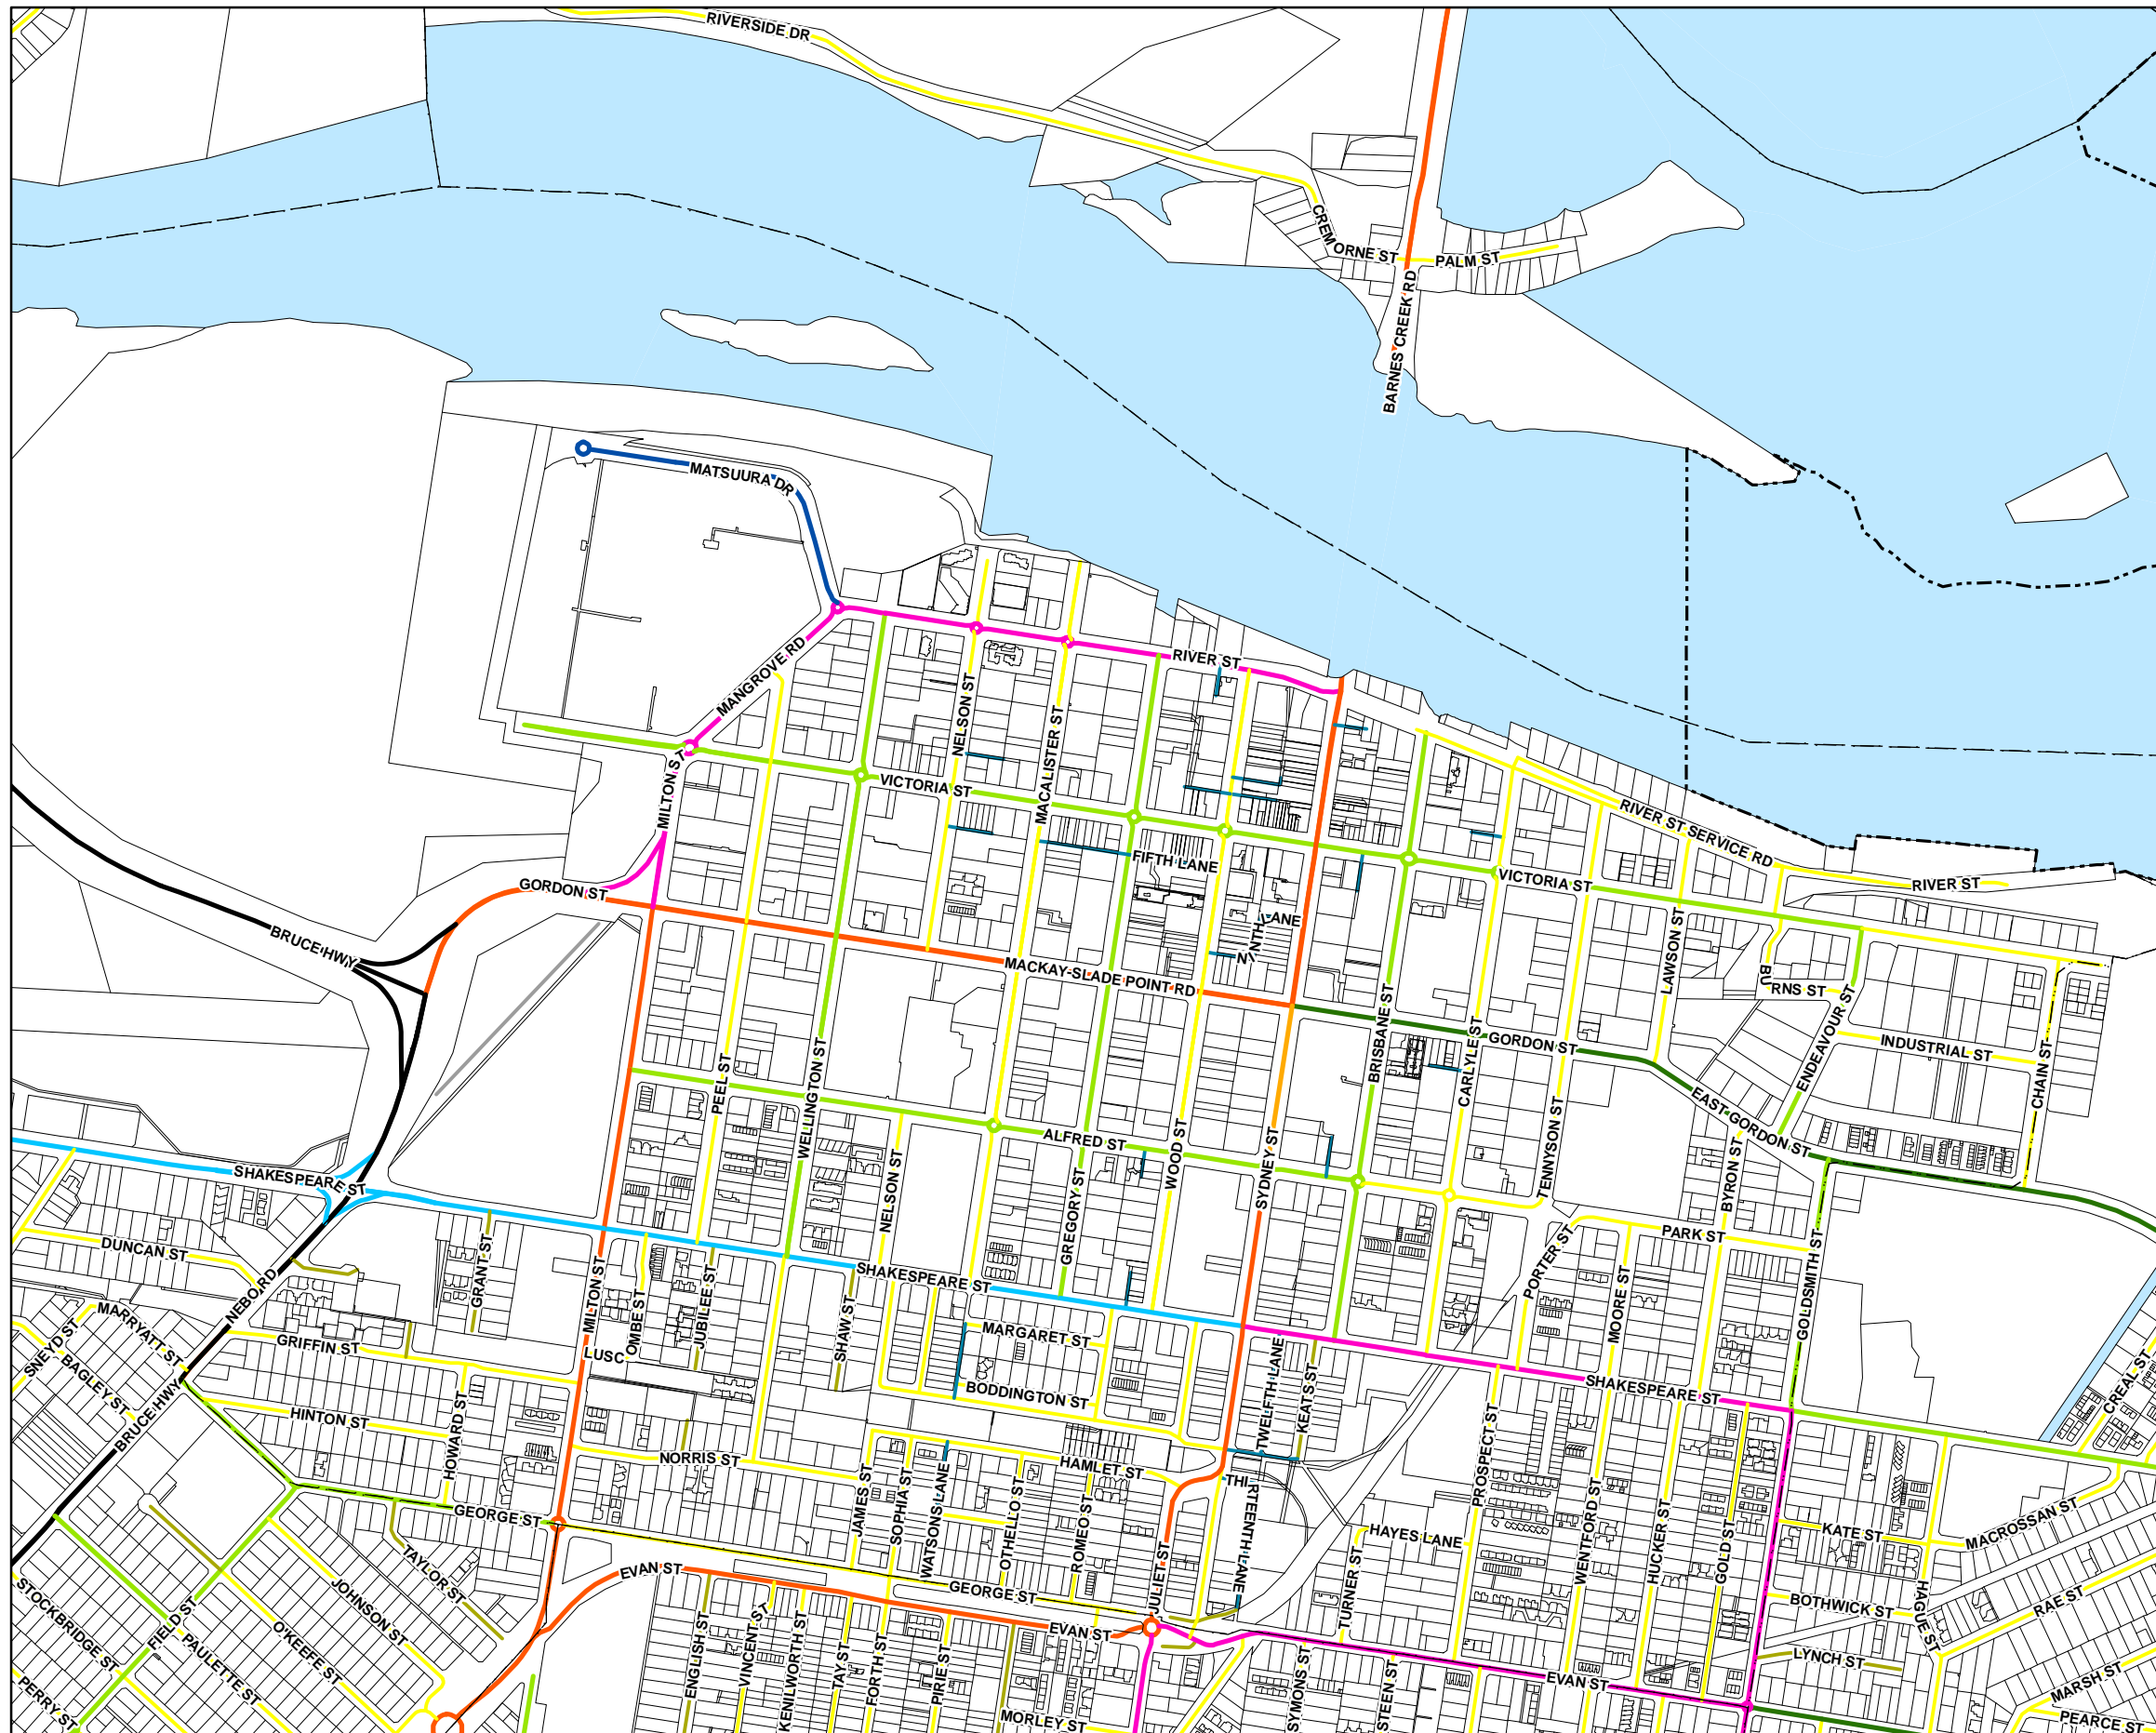 RIVERSIDE DR
CREMORNE ST
PALM ST
BARNES CREEK RD
MATSUURA DR
MANGROVE RD
RIVER ST
NELSON ST
MACALISTER ST
MILTON ST
VICTORIA ST
RIVER ST SERVICE RD
FIFTH LANE
VICTORIA ST
RIVER ST
GORDON ST
BRUCE HWY
NINTH LANE
LAWSON ST
MACKAY-SLADE POINT RD
BURNS ST
ENDEAVOUR ST
BRISBANE ST
CARLYLE ST
GORDON ST
INDUSTRIAL ST
CHAIN ST
PEEL ST
WELLINGTON ST
EAST GORDON ST
ALFRED ST
WOOD ST
SYDNEY ST
TENNYSON ST
BYRON ST
SHAKESPEARE ST
NELSON ST
GREGORY ST
PARK ST
PORTER ST
GOLDSMITH ST
DUNCAN ST
GRANT ST
NEBO RD
MILTON ST
LUSCOMBE ST
JUBILEE ST
SHAW ST
SHAKESPEARE ST
MOORE ST
MARRYATT ST
SNEYD ST
GRIFFIN ST
MARGARET ST
TWELFTH LANE
KEATS ST
SHAKESPEARE ST
CREAL ST
BAGLEY ST
BRUCE HWY
HINTON ST
HOWARD ST
BODDINGTON ST
PROSPECT ST
NORRIS ST
HAMLET ST
THIRTEENTH LANE
JAMES ST
SOPHIA ST
WATSONS LANE
OTHELLO ST
ROMEO ST
JULIET ST
GEORGE ST
HAYES LANE
WENTFORD ST
HUCKER ST
GOLD ST
KATE ST
MACROSSAN ST
TAYLOR ST
EVAN ST
GEORGE ST
TURNER ST
BOTHWICK ST
HAGUE ST
RAE ST
STOCKBRIDGE ST
FIELD ST
JOHNSON ST
O'KEEFE ST
PAULETTE ST
PERRY ST
ENGLISH ST
VINCENT ST
KENILWORTH ST
TAY ST
FORTH ST
PIRIE ST
EVAN ST
MORLEY ST
SYMONS ST
STEEN ST
EVAN ST
LYNCH ST
MARSH ST
PEARCE ST